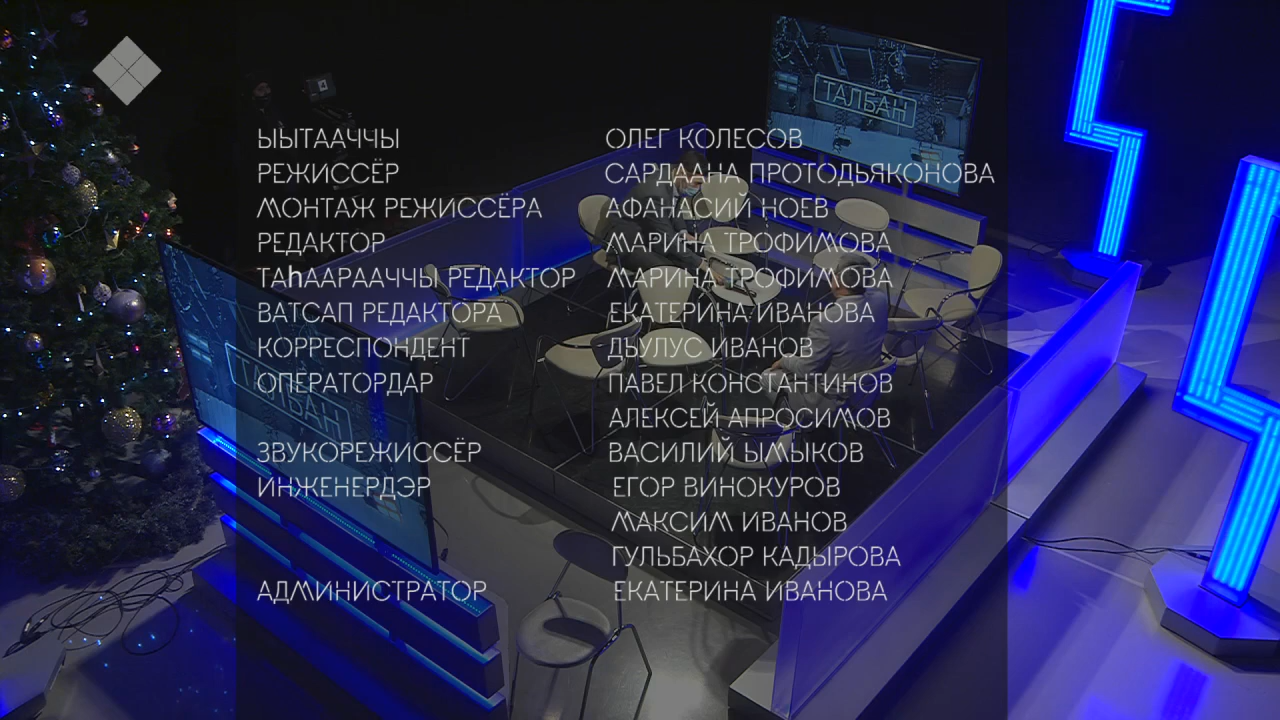 ТАЛБАН
ЫЫТААЧЧЫ ОЛЕГ КОЛЕСОВ
РЕЖИССЁР САРДААНА ПРОТОДЬЯКОНОВА
МОНТАЖ РЕЖИССЁРА АФАНАСИЙ НОЕВ
РЕДАКТОР МАРИНА ТРОФИМОВА
ТАҺААРААЧЧЫ РЕДАКТОР МАРИНА ТРОФИМОВА
ВАТСАП РЕДАКТОРА ЕКАТЕРИНА ИВАНОВА
КОРРЕСПОНДЕНТ ДЬУЛУС ИВАНОВ
ОПЕРАТОРДАР ПАВЕЛ КОНСТАНТИНОВ
АЛЕКСЕЙ АПРОСИМОВ
ЗВУКОРЕЖИССЁР ВАСИЛИЙ ЫМЫКОВ
ИНЖЕНЕРДЭР ЕГОР ВИНОКУРОВ
МАКСИМ ИВАНОВ
ГУЛЬБАХОР КАДЫРОВА
АДМИНИСТРАТОР ЕКАТЕРИНА ИВАНОВА
ТАЛБАН